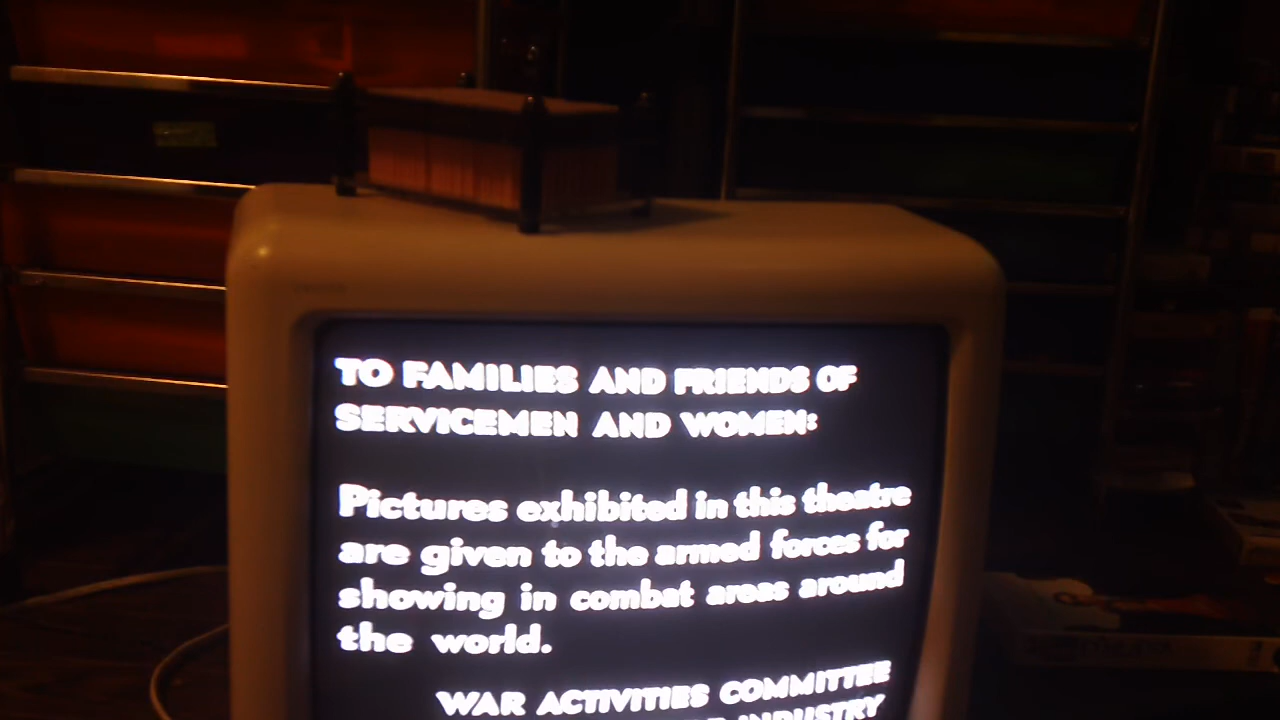 TO FAMILIES AND FRIENDS OF
SERVICEMEN AND WOMEN:
Pictures exhibited in this theatre
are given to the armed forces for
showing in combat areas around
the world.
WAR ACTIVITIES COMMITTEE
INDUSTRY